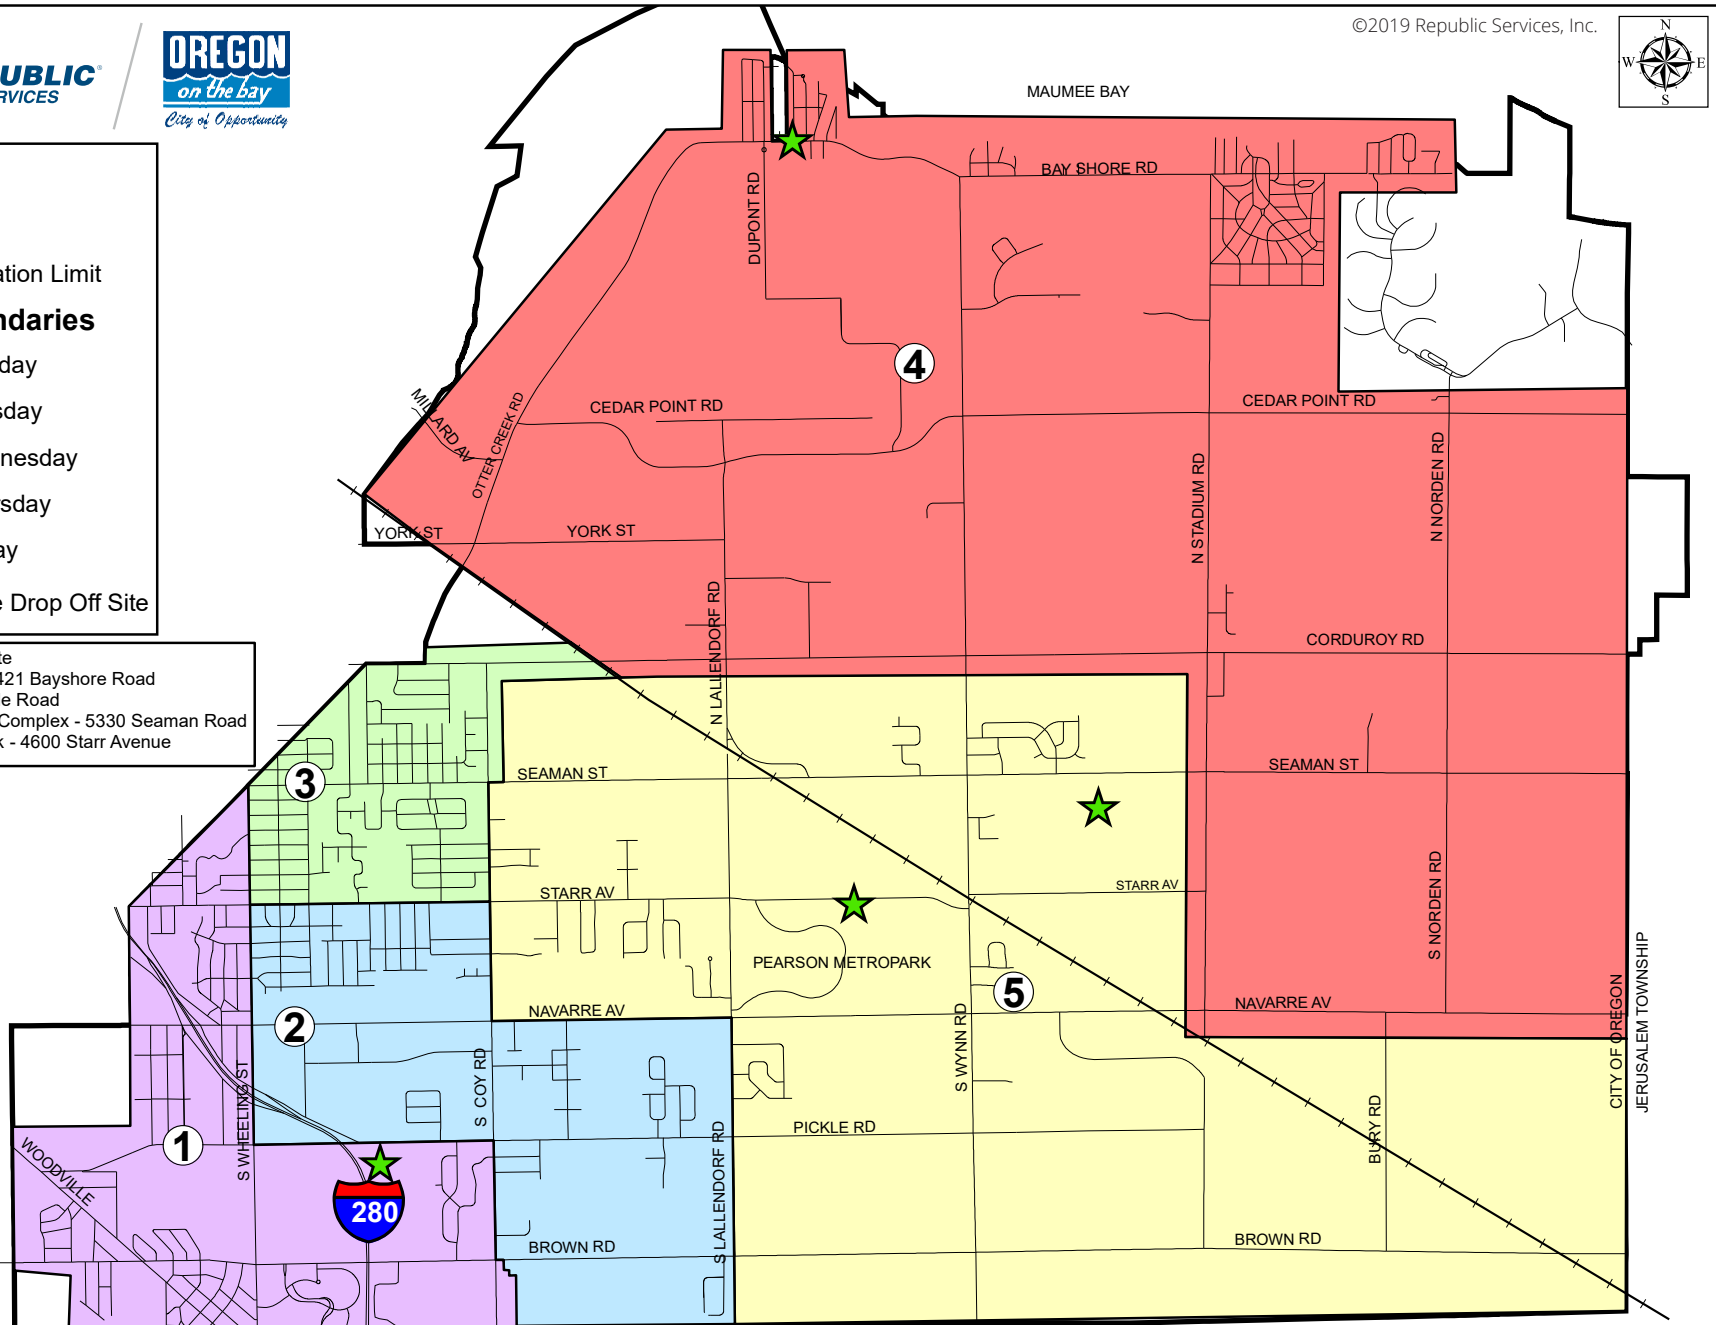 ©2019 Republic Services, Inc.
N
W E
S
UBLIC
RVICES
OREGON
on the bay
City of Opportunity
MAUMEE BAY
BAY SHORE RD
DUPONT RD
ation Limit
ndaries
day
sday
nesday
rsday
ay
e Drop Off Site
te
421 Bayshore Road
le Road
Complex - 5330 Seaman Road
k - 4600 Starr Avenue
4
MILLARD AV
OTTER CREEK RD
CEDAR POINT RD
CEDAR POINT RD
N STADIUM RD
N NORDEN RD
YORK ST
YORK ST
N LALLENDORF RD
CORDUROY RD
SEAMAN ST
SEAMAN ST
3
STARR AV
STARR AV
S NORDEN RD
PEARSON METROPARK
5
NAVARRE AV
NAVARRE AV
CITY OF OREGON
JERUSALEM TOWNSHIP
2
S WHEELING ST
S COY RD
S WYNN RD
PICKLE RD
BURY RD
S LALLENDORF RD
1
WOODVILLE
280
BROWN RD
BROWN RD